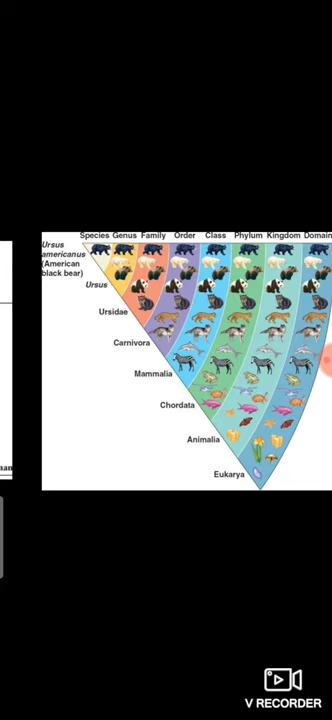 Species Genus Family Order Class Phylum Kingdom Domain
Ursus
americanus
(American
black bear)
Ursus
Ursidae
Carnivora
Mammalia
Chordata
Animalia
Eukarya
V RECORDER